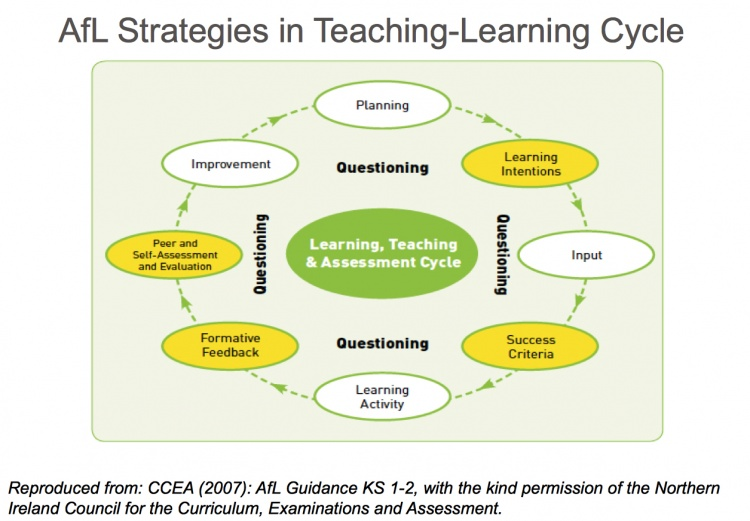 AfL Strategies in Teaching-Learning Cycle
Planning
Improvement
Questioning
Learning
Intentions
Peer and
Self-Assessment
and Evaluation
Questioning
Learning, Teaching
& Assessment Cycle
Questioning
Input
Formative
Feedback
Questioning
Success
Criteria
Learning
Activity
Reproduced from: CCEA (2007): AfL Guidance KS 1-2, with the kind permission of the Northern
Ireland Council for the Curriculum, Examinations and Assessment.